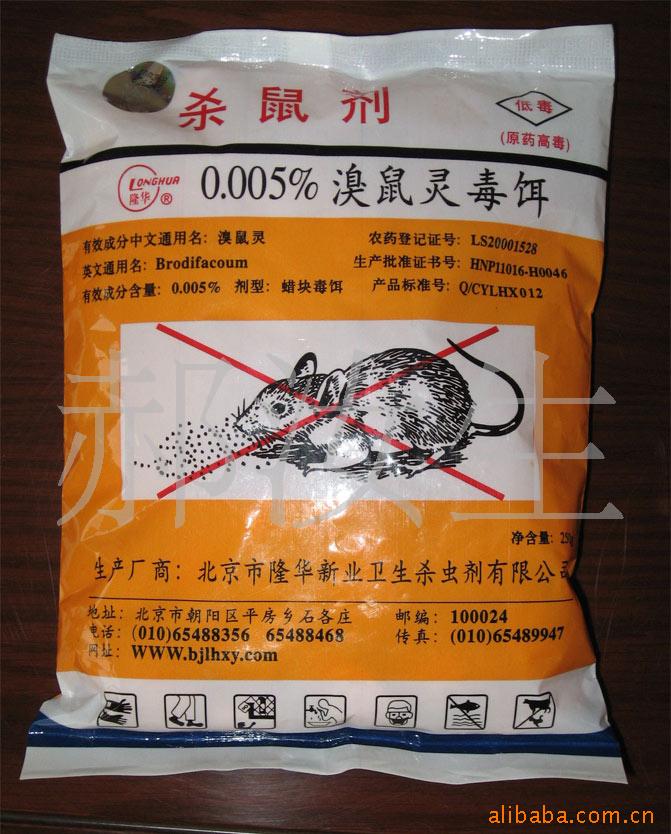 杀鼠剂
低毒
(原药高毒)
LONGHUA
隆华®
0.005% 溴鼠灵毒饵
有效成分中文通用名: 溴鼠灵 农药登记证号: LS20001528
英文通用名: Brodifacoum 生产批准证书号: HNP11016-H0046
有效成分含量: 0.005% 剂型: 蜡块毒饵 产品标准号: Q/CYLHX012
净含量: 250g
生产厂商: 北京市隆华新业卫生杀虫剂有限公司
地址: 北京市朝阳区平房乡石各庄 邮编: 100024
电话: (010)65488356 65488468 传真: (010)65489947
网址: WWW.bjlhxy.com
alibaba.com.cn